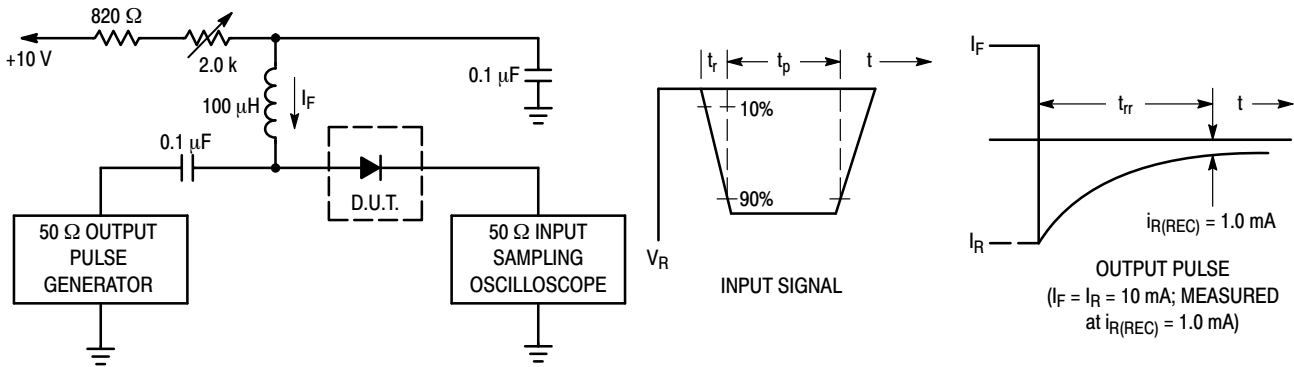 820 Ω
+10 V
2.0 k
100 μH
I_F
0.1 μF
0.1 μF
D.U.T.
50 Ω OUTPUT
PULSE
GENERATOR
50 Ω INPUT
SAMPLING
OSCILLOSCOPE
t_r
t_p
t
10%
90%
V_R
INPUT SIGNAL
I_F
t_rr
t
I_R
i_R(REC) = 1.0 mA
OUTPUT PULSE
(I_F = I_R = 10 mA; MEASURED
at i_R(REC) = 1.0 mA)